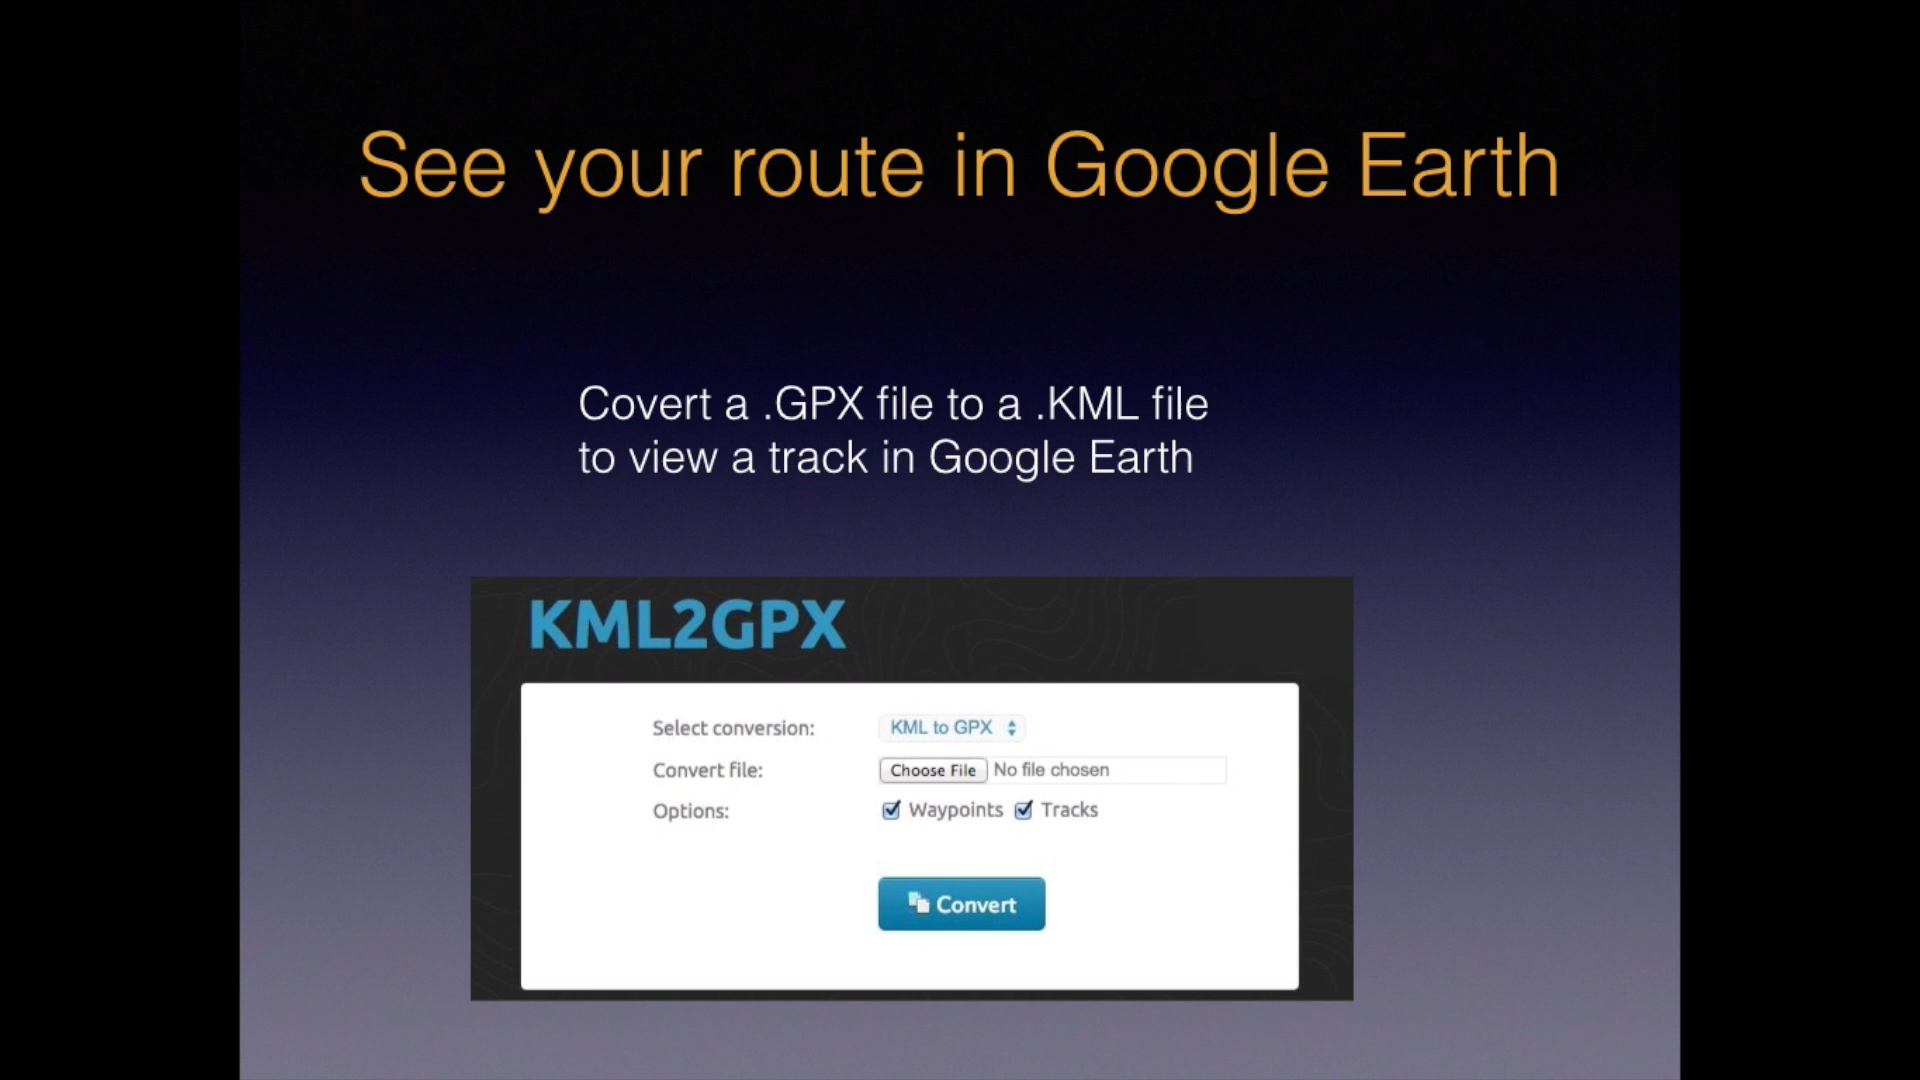 See your route in Google Earth
Covert a .GPX file to a .KML file
to view a track in Google Earth
KML2GPX
Select conversion: KML to GPX
Convert file: Choose File No file chosen
Options: Waypoints Tracks
Convert